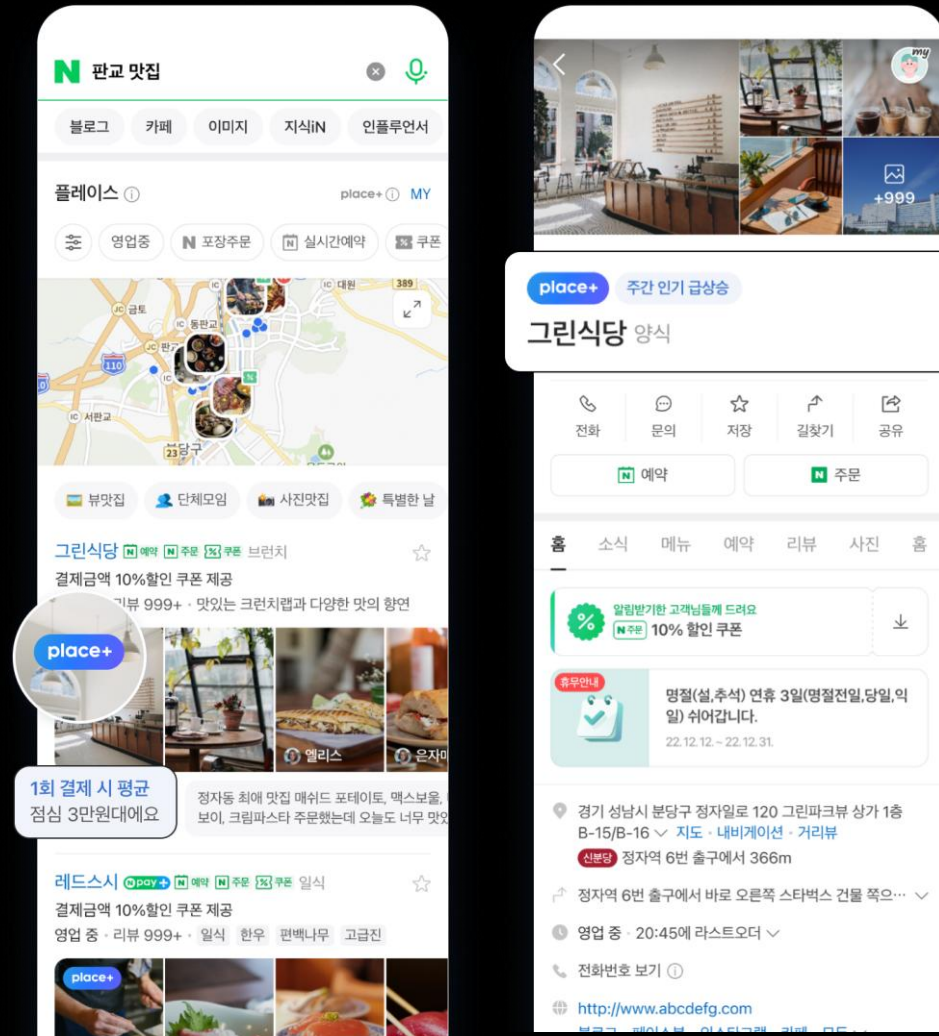 N 판교 맛집
블로그 카페 이미지 지식iN 인플루언서
플레이스 place+ MY
영업중 N 포장주문 N 실시간예약 쿠폰
IC IC 대원 389
JC 금토
IC 동판교
JC 판교
110
IC
IC 서판교
23 분당구
뷰맛집 단체모임 사진맛집 특별한 날
그린식당 N 예약 N 주문 쿠폰 브런치
결제금액 10%할인 쿠폰 제공
리뷰 999+ · 맛있는 크런치랩과 다양한 맛의 향연
place+
엘리스 은자마
1회 결제 시 평균
점심 3만원대에요
정자동 최애 맛집 매쉬드 포테이토, 맥스보울,
보이, 크림파스타 주문했는데 오늘도 너무 맛있
레드스시 N pay+ N 예약 N 주문 쿠폰 일식
결제금액 10%할인 쿠폰 제공
영업 중 · 리뷰 999+ · 일식 한우 편백나무 고급진
place+
my
+999
place+ 주간 인기 급상승
그린식당 양식
전화 문의 저장 길찾기 공유
N 예약 N 주문
홈 소식 메뉴 예약 리뷰 사진 홈
알림받기한 고객님들께 드려요
N주문 10% 할인 쿠폰
휴무안내
명절(설,추석) 연휴 3일(명절전일,당일,익
일) 쉬어갑니다.
22.12.12.~22.12.31.
경기 성남시 분당구 정자일로 120 그린파크뷰 상가 1층
B-15/B-16 지도 · 내비게이션 · 거리뷰
신분당 정자역 6번 출구에서 366m
정자역 6번 출구에서 바로 오른쪽 스타벅스 건물 쪽으…
영업 중 · 20:45에 라스트오더
전화번호 보기
http://www.abcdefg.com